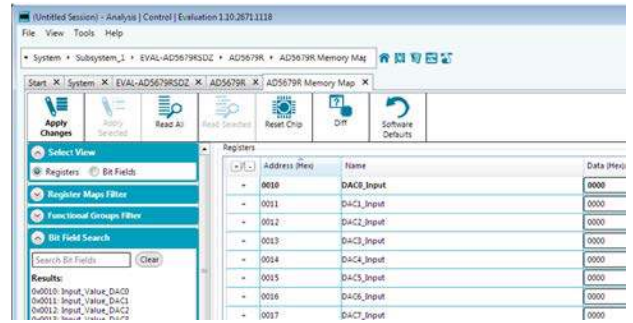 (Untitled Session) - Analysis | Control | Evaluation 1.10.2671.1118
File View Tools Help
System EVAL-AD5679RSDZ AD5679R AD5679R Memory Map
Subsystem_1
Start System EVAL-AD5679RSDZ AD5679R AD5679R Memory Map
Apply Changes
Apply Selected
Read All
Read Selected
Reset Chip
Diff
Software Defaults
Select View
Registers Bit Fields
Register Maps Filter
Functional Groups Filter
Bit Field Search
Search Bit Fields Clear
Results:
0x0010: Input_Value_DAC0
0x0011: Input_Value_DAC1
0x0012: Input_Value_DAC2
Registers
+/- Address (Hex) Name Data (Hex)
+ 0010 DAC0_Input 0000
+ 0011 DAC1_Input 0000
+ 0012 DAC2_Input 0000
+ 0013 DAC3_Input 0000
+ 0014 DAC4_Input 0000
+ 0015 DAC5_Input 0000
+ 0016 DAC6_Input 0000
+ 0017 DAC7_Input 0000